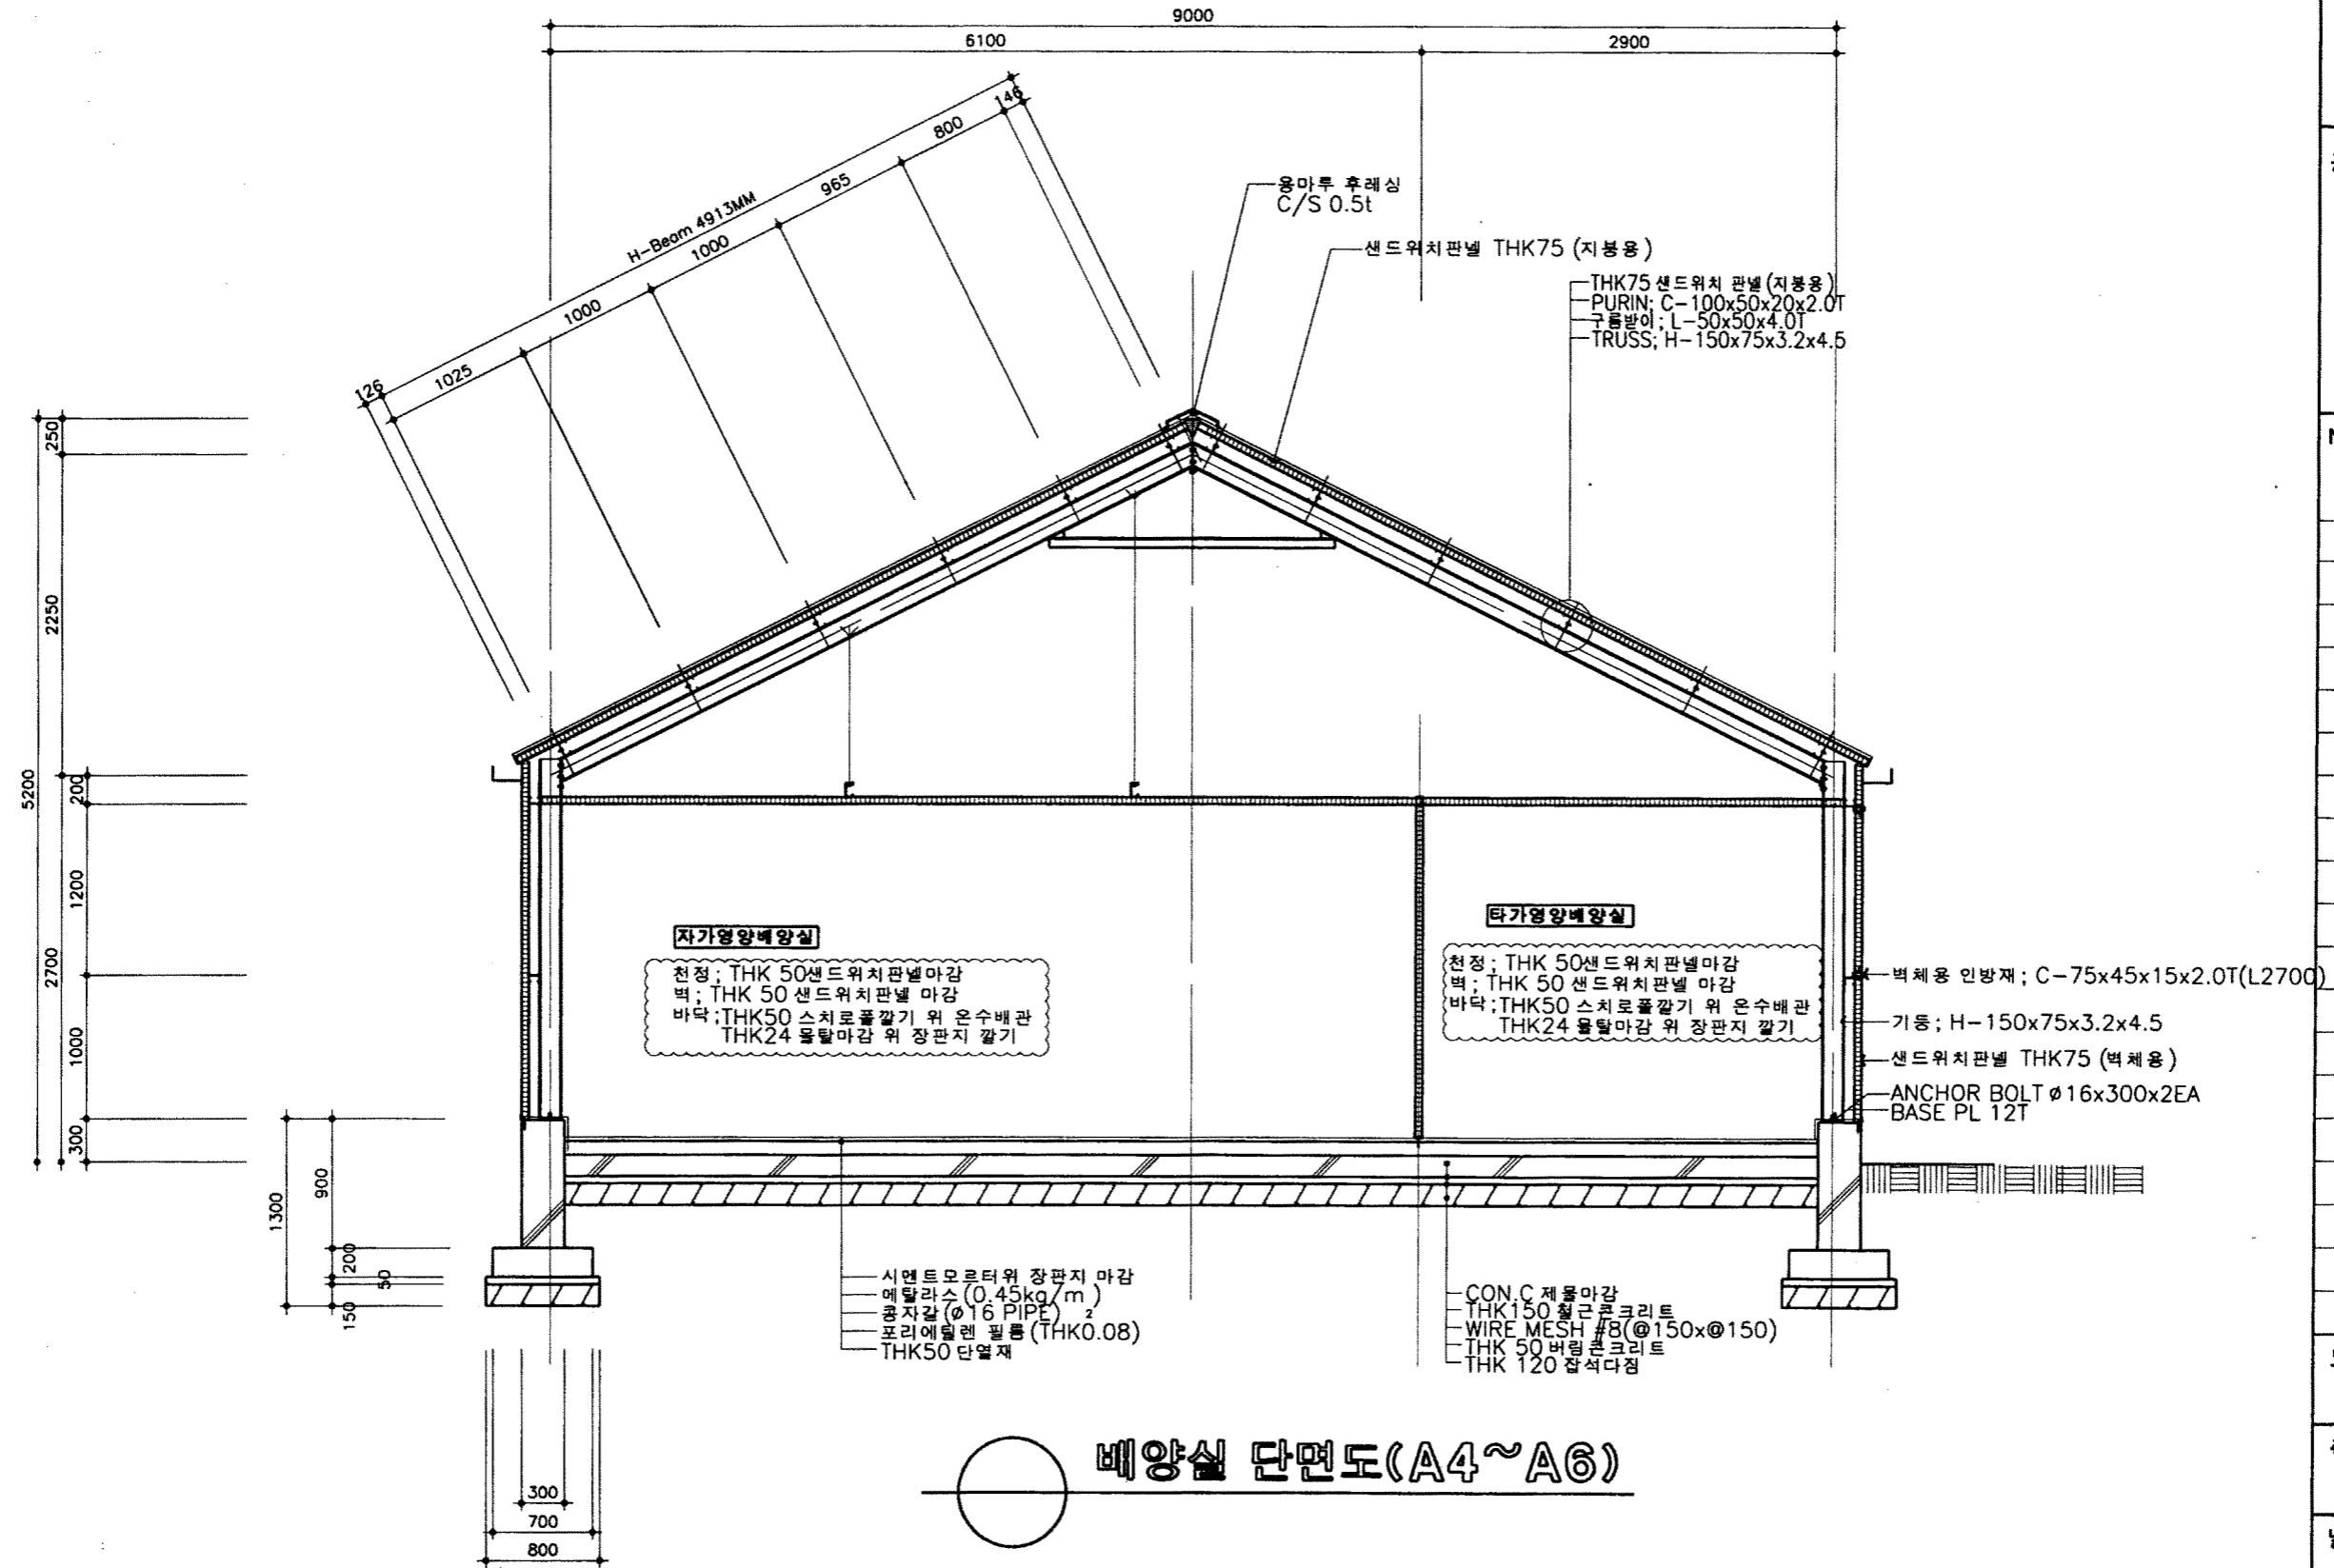 9000
6100
2900
146
800
965
H-Beam 4913MM
1000
1000
1025
126
용마루 후레싱
C/S 0.5t
샌드위치판넬 THK75 (지붕용)
THK75 샌드위치 판넬(지붕용)
PURIN; C-100x50x20x2.0T
구름받이; L-50x50x4.0T
TRUSS; H-150x75x3.2x4.5
250
2250
5200
200
1200
2700
1000
300
자가영양배양실
천정; THK 50샌드위치판넬마감
벽; THK 50 샌드위치판넬 마감
바닥;THK50 스치로폴깔기 위 온수배관
THK24 몰탈마감 위 장판지 깔기
타가영양배양실
천정; THK 50샌드위치판넬마감
벽; THK 50 샌드위치판넬 마감
바닥;THK50 스치로폴깔기 위 온수배관
THK24 몰탈마감 위 장판지 깔기
벽체용 인방재; C-75x45x15x2.0T(L2700)
기둥; H-150x75x3.2x4.5
샌드위치판넬 THK75 (벽체용)
ANCHOR BOLT ø16x300x2EA
BASE PL 12T
1300
900
200
50
150
시멘트모르터위 장판지 마감
메탈라스(0.45kg/m2)
콩자갈(ø16 PIPE)
포리에틸렌 필름(THK0.08)
THK50 단열재
CON.C 제물마감
THK150 철근콘크리트
WIRE MESH #8(@150x@150)
THK 50 버림콘크리트
THK 120 잡석다짐
300
700
800
배양실 단면도(A4~A6)